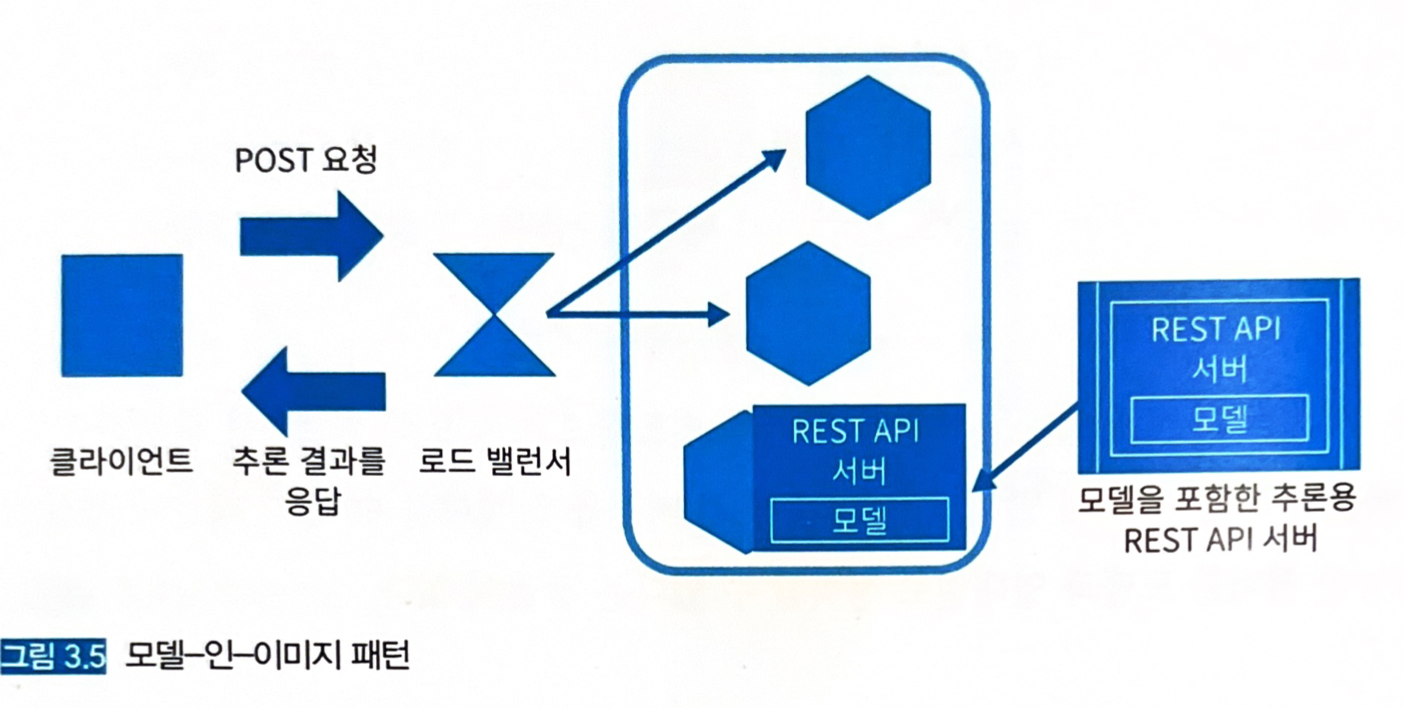 POST 요청
클라이언트
추론 결과를
응답
로드 밸런서
REST API
서버
모델
REST API
서버
모델
모델을 포함한 추론용
REST API 서버
그림 3.5 모델-인-이미지 패턴